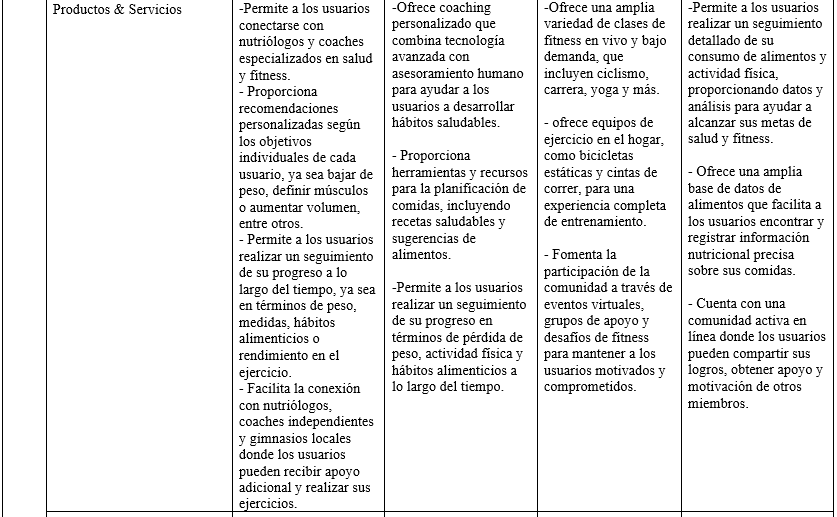 Productos & Servicios
-Permite a los usuarios
conectarse con
nutriólogos y coaches
especializados en salud
y fitness.
- Proporciona
recomendaciones
personalizadas según
los objetivos
individuales de cada
usuario, ya sea bajar de
peso, definir músculos
o aumentar volumen,
entre otros.
- Permite a los usuarios
realizar un seguimiento
de su progreso a lo
largo del tiempo, ya sea
en términos de peso,
medidas, hábitos
alimenticios o
rendimiento en el
ejercicio.
- Facilita la conexión
con nutriólogos,
coaches independientes
y gimnasios locales
donde los usuarios
pueden recibir apoyo
adicional y realizar sus
ejercicios.
-Ofrece coaching
personalizado que
combina tecnología
avanzada con
asesoramiento humano
para ayudar a los
usuarios a desarrollar
hábitos saludables.
- Proporciona
herramientas y recursos
para la planificación de
comidas, incluyendo
recetas saludables y
sugerencias de
alimentos.
-Permite a los usuarios
realizar un seguimiento
de su progreso en
términos de pérdida de
peso, actividad física y
hábitos alimenticios a
lo largo del tiempo.
-Ofrece una amplia
variedad de clases de
fitness en vivo y bajo
demanda, que
incluyen ciclismo,
carrera, yoga y más.
- ofrece equipos de
ejercicio en el hogar,
como bicicletas
estáticas y cintas de
correr, para una
experiencia completa
de entrenamiento.
- Fomenta la
participación de la
comunidad a través de
eventos virtuales,
grupos de apoyo y
desafíos de fitness
para mantener a los
usuarios motivados y
comprometidos.
-Permite a los usuarios
realizar un seguimiento
detallado de su
consumo de alimentos y
actividad física,
proporcionando datos y
análisis para ayudar a
alcanzar sus metas de
salud y fitness.
- Ofrece una amplia
base de datos de
alimentos que facilita a
los usuarios encontrar y
registrar información
nutricional precisa
sobre sus comidas.
- Cuenta con una
comunidad activa en
línea donde los usuarios
pueden compartir sus
logros, obtener apoyo y
motivación de otros
miembros.